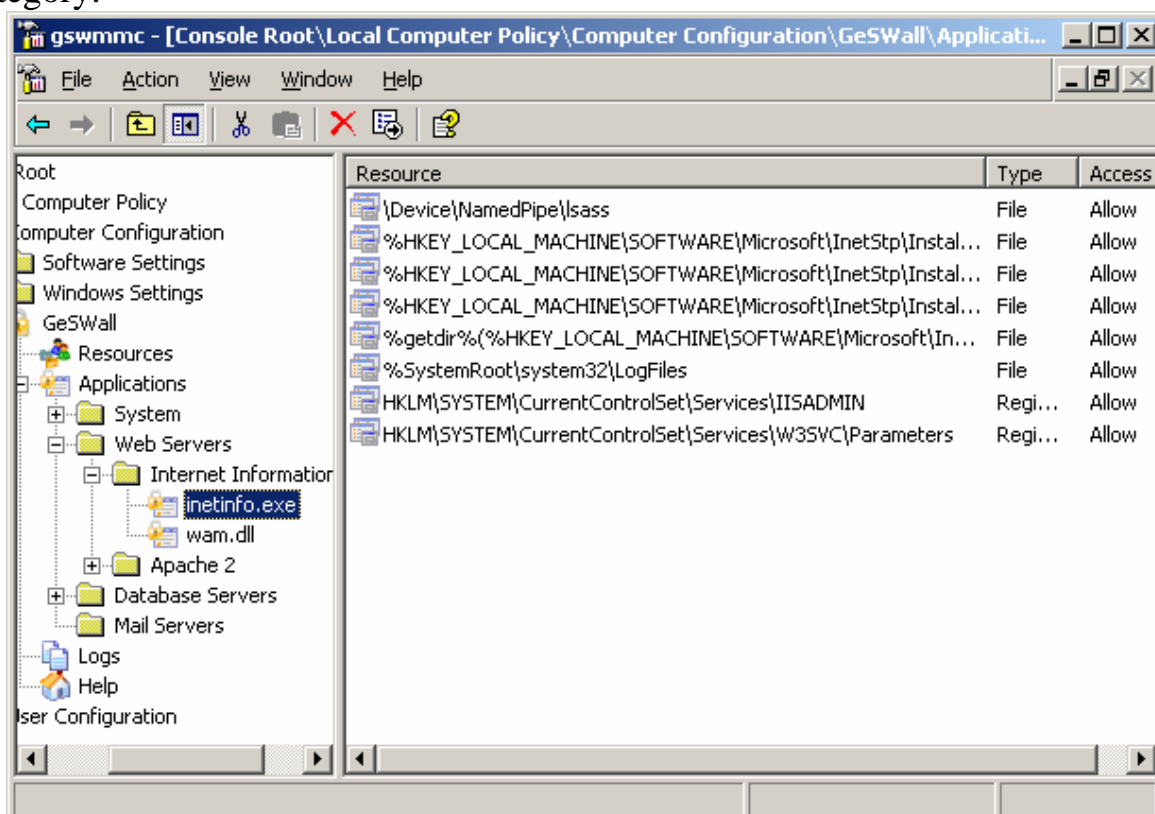 tegory.
gswmmc - [Console Root\Local Computer Policy\Computer Configuration\GeSWall\Applicati...
File Action View Window Help
Root
Computer Policy
omputer Configuration
Software Settings
Windows Settings
GeSWall
Resources
Applications
System
Web Servers
Internet Information
inetinfo.exe
wam.dll
Apache 2
Database Servers
Mail Servers
Logs
Help
User Configuration
Resource Type Access
\Device\NamedPipe\lsass File Allow
%HKEY_LOCAL_MACHINE\SOFTWARE\Microsoft\InetStp\Instal... File Allow
%HKEY_LOCAL_MACHINE\SOFTWARE\Microsoft\InetStp\Instal... File Allow
%HKEY_LOCAL_MACHINE\SOFTWARE\Microsoft\InetStp\Instal... File Allow
%getdir%(%HKEY_LOCAL_MACHINE\SOFTWARE\Microsoft\In... File Allow
%SystemRoot\system32\LogFiles File Allow
HKLM\SYSTEM\CurrentControlSet\Services\IISADMIN Regi... Allow
HKLM\SYSTEM\CurrentControlSet\Services\W3SVC\Parameters Regi... Allow